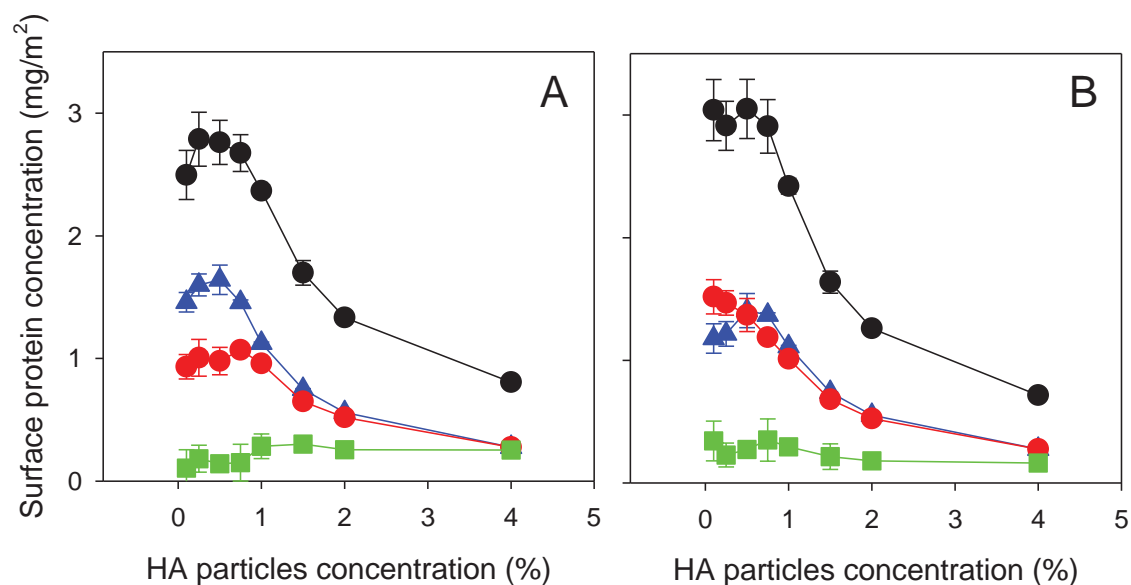 Surface protein concentration (mg/m²)
3
2
1
0
A
0 1 2 3 4 5
HA particles concentration (%)
B
0 1 2 3 4 5
HA particles concentration (%)